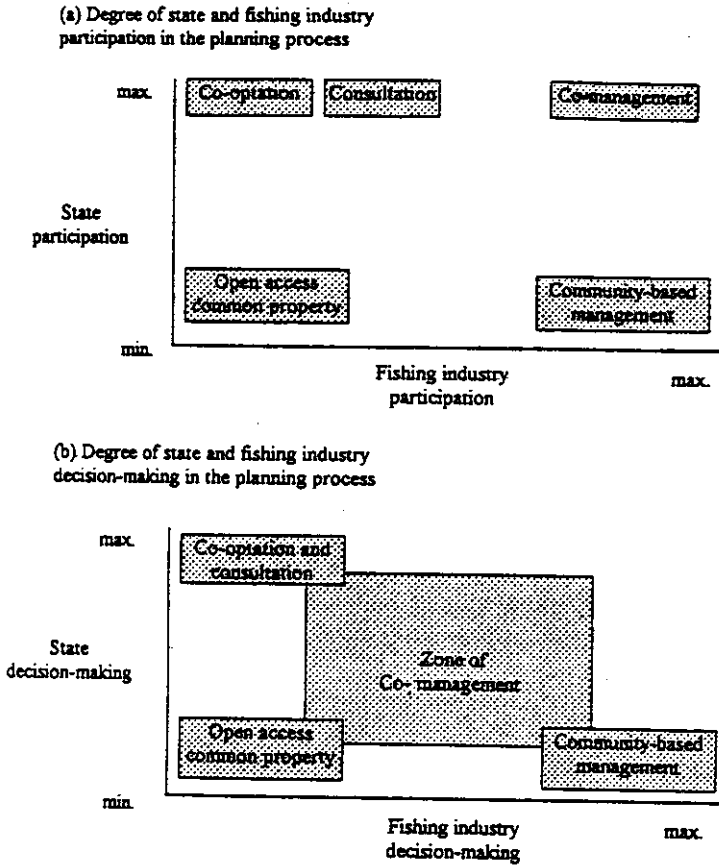 (a) Degree of state and fishing industry
participation in the planning process
max.
Co-optation
Consultation
Co-management
State
participation
Open access
common property
Community-based
management
min.
Fishing industry
participation
max.
(b) Degree of state and fishing industry
decision-making in the planning process
max.
Co-optation and
consultation
State
decision-making
Zone of
Co- management
Open access
common property
Community-based
management
min.
Fishing industry
decision-making
max.